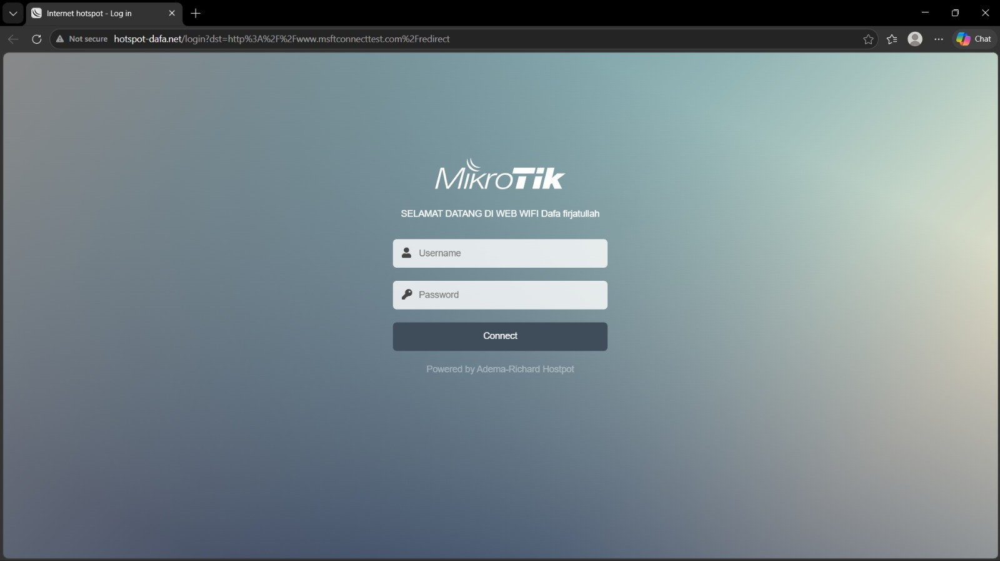 Internet hotspot - Log in
Not secure hotspot-dafa.net/login?dst=http%3A%2F%2Fwww.msftconnecttest.com%2Fredirect
Chat
MikroTik
SELAMAT DATANG DI WEB WIFI Dafa firjatullah
Username
Password
Connect
Powered by Adema-Richard Hostpot